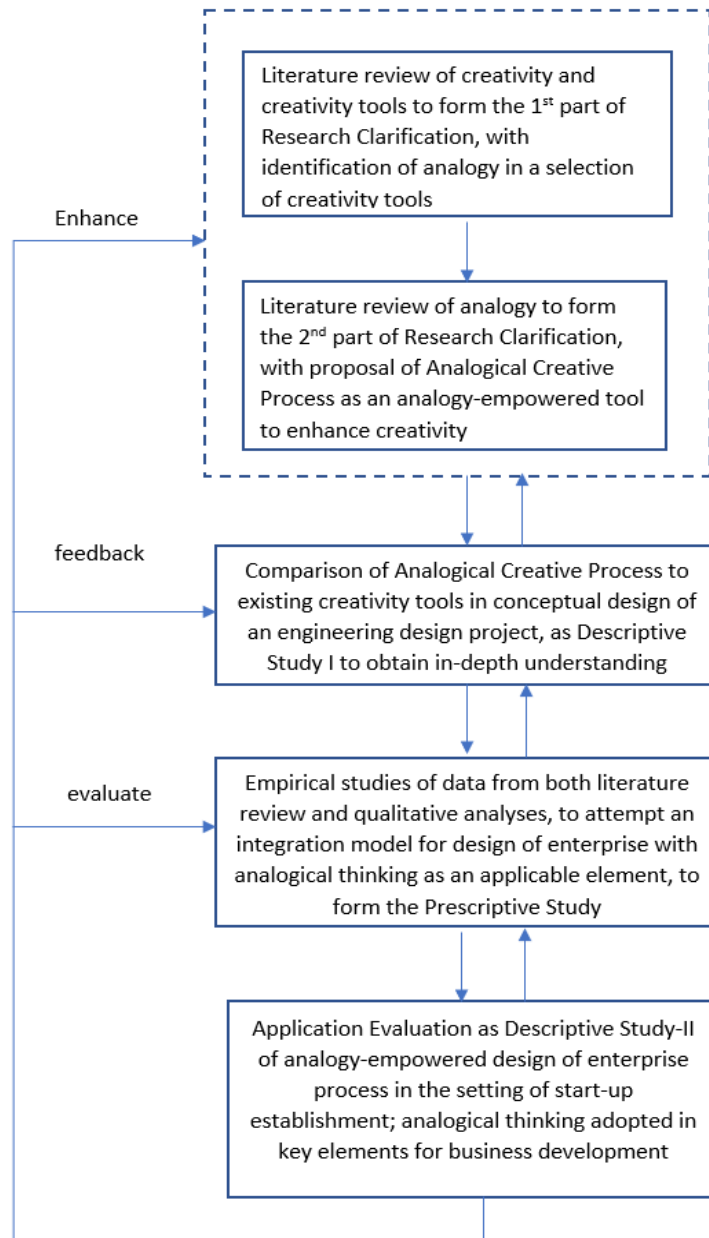 Literature review of creativity and
creativity tools to form the 1st part of
Research Clarification, with
identification of analogy in a selection
of creativity tools
Enhance
Literature review of analogy to form
the 2nd part of Research Clarification,
with proposal of Analogical Creative
Process as an analogy-empowered tool
to enhance creativity
feedback
Comparison of Analogical Creative Process to
existing creativity tools in conceptual design of
an engineering design project, as Descriptive
Study I to obtain in-depth understanding
evaluate
Empirical studies of data from both literature
review and qualitative analyses, to attempt an
integration model for design of enterprise with
analogical thinking as an applicable element, to
form the Prescriptive Study
Application Evaluation as Descriptive Study-II
of analogy-empowered design of enterprise
process in the setting of start-up
establishment; analogical thinking adopted in
key elements for business development